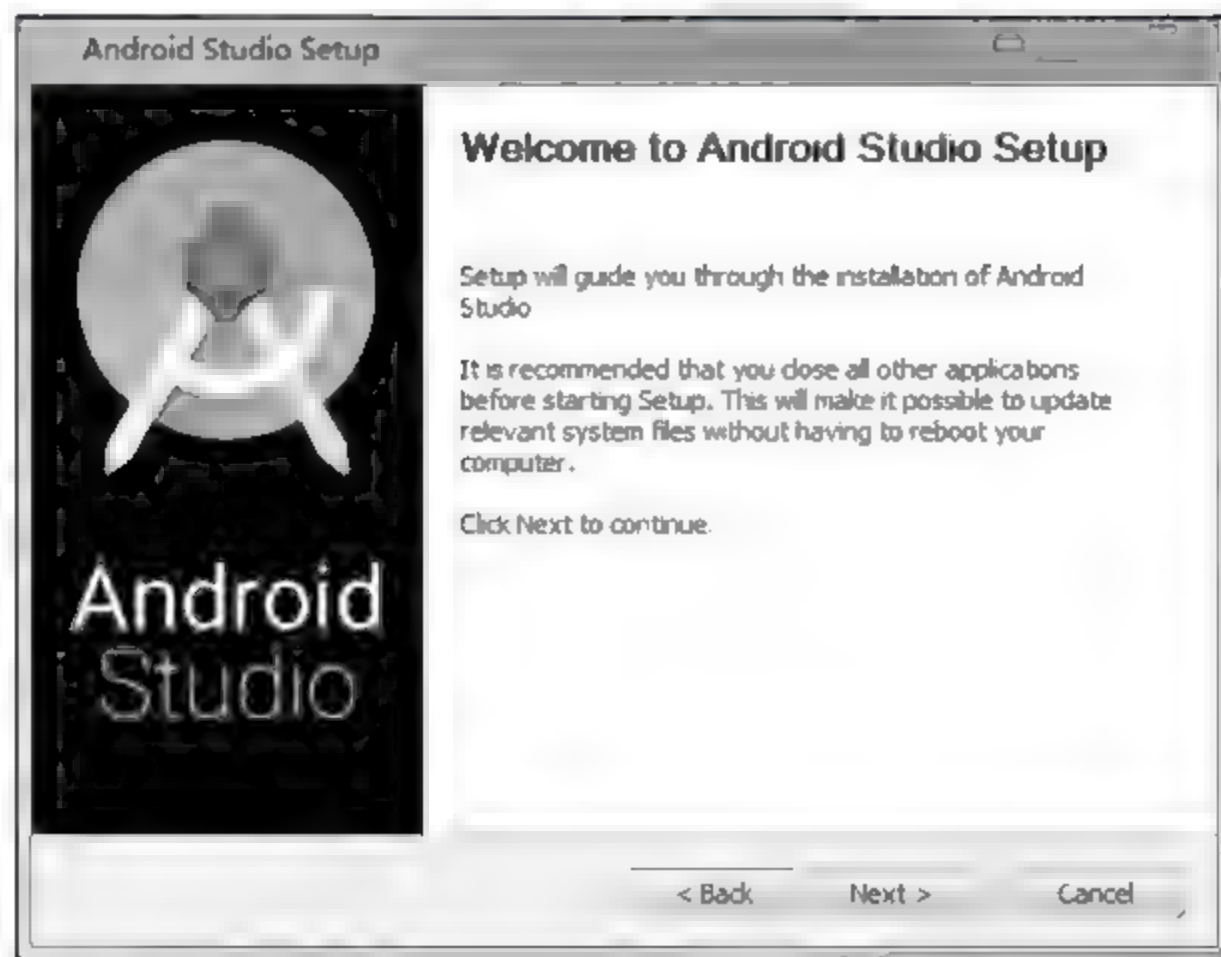 Android Studio Setup
Welcome to Android Studio Setup
Setup will guide you through the installation of Android
Studio
It is recommended that you close all other applications
before starting Setup. This will make it possible to update
relevant system files without having to reboot your
computer.
Click Next to continue.
Android
Studio
< Back
Next >
Cancel